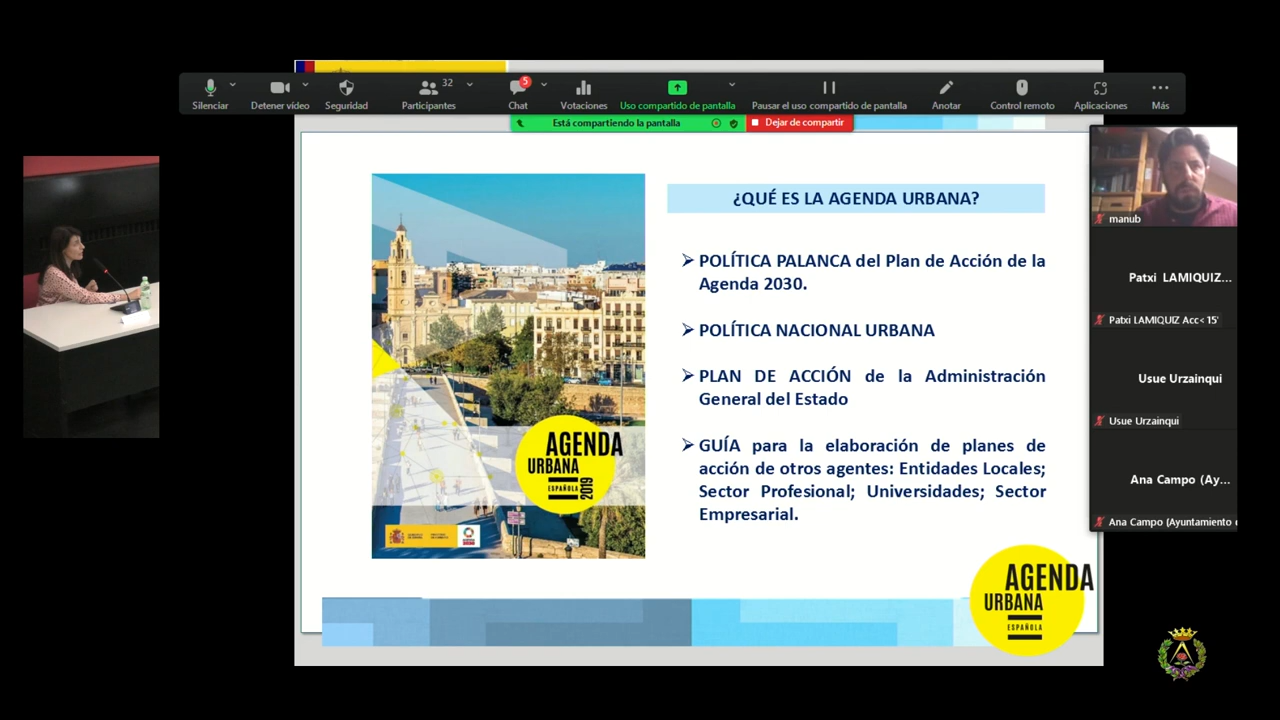 Silenciar
Detener vídeo
Seguridad
32
Participantes
5
Chat
Votaciones
Uso compartido de pantalla
Pausar el uso compartido de pantalla
Anotar
Control remoto
Aplicaciones
Más
Está compartiendo la pantalla
Dejar de compartir
¿QUÉ ES LA AGENDA URBANA?
POLÍTICA PALANCA del Plan de Acción de la
Agenda 2030.
POLÍTICA NACIONAL URBANA
PLAN DE ACCIÓN de la Administración
General del Estado
GUÍA para la elaboración de planes de
acción de otros agentes: Entidades Locales;
Sector Profesional; Universidades; Sector
Empresarial.
AGENDA
URBANA
ESPAÑOLA
2019
AGENDA
URBANA
ESPAÑOLA
manub
Patxi LAMIQUIZ...
Patxi LAMIQUIZ Acc<15'
Usue Urzainqui
Usue Urzainqui
Ana Campo (Ay...
Ana Campo (Ayuntamiento